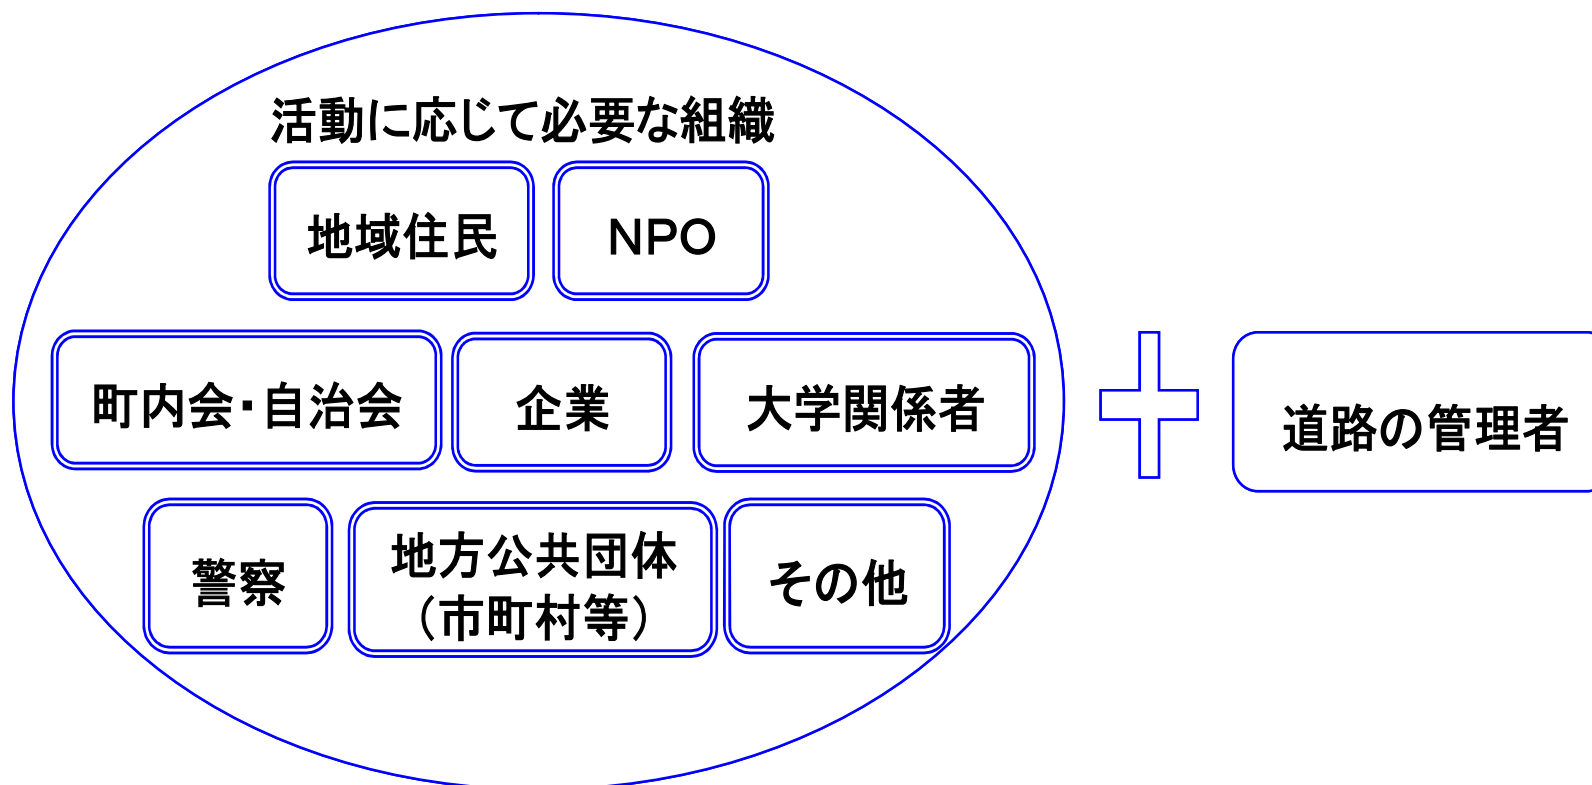 活動に応じて必要な組織
地域住民
NPO
町内会・自治会
企業
大学関係者
道路の管理者
警察
地方公共団体
（市町村等）
その他